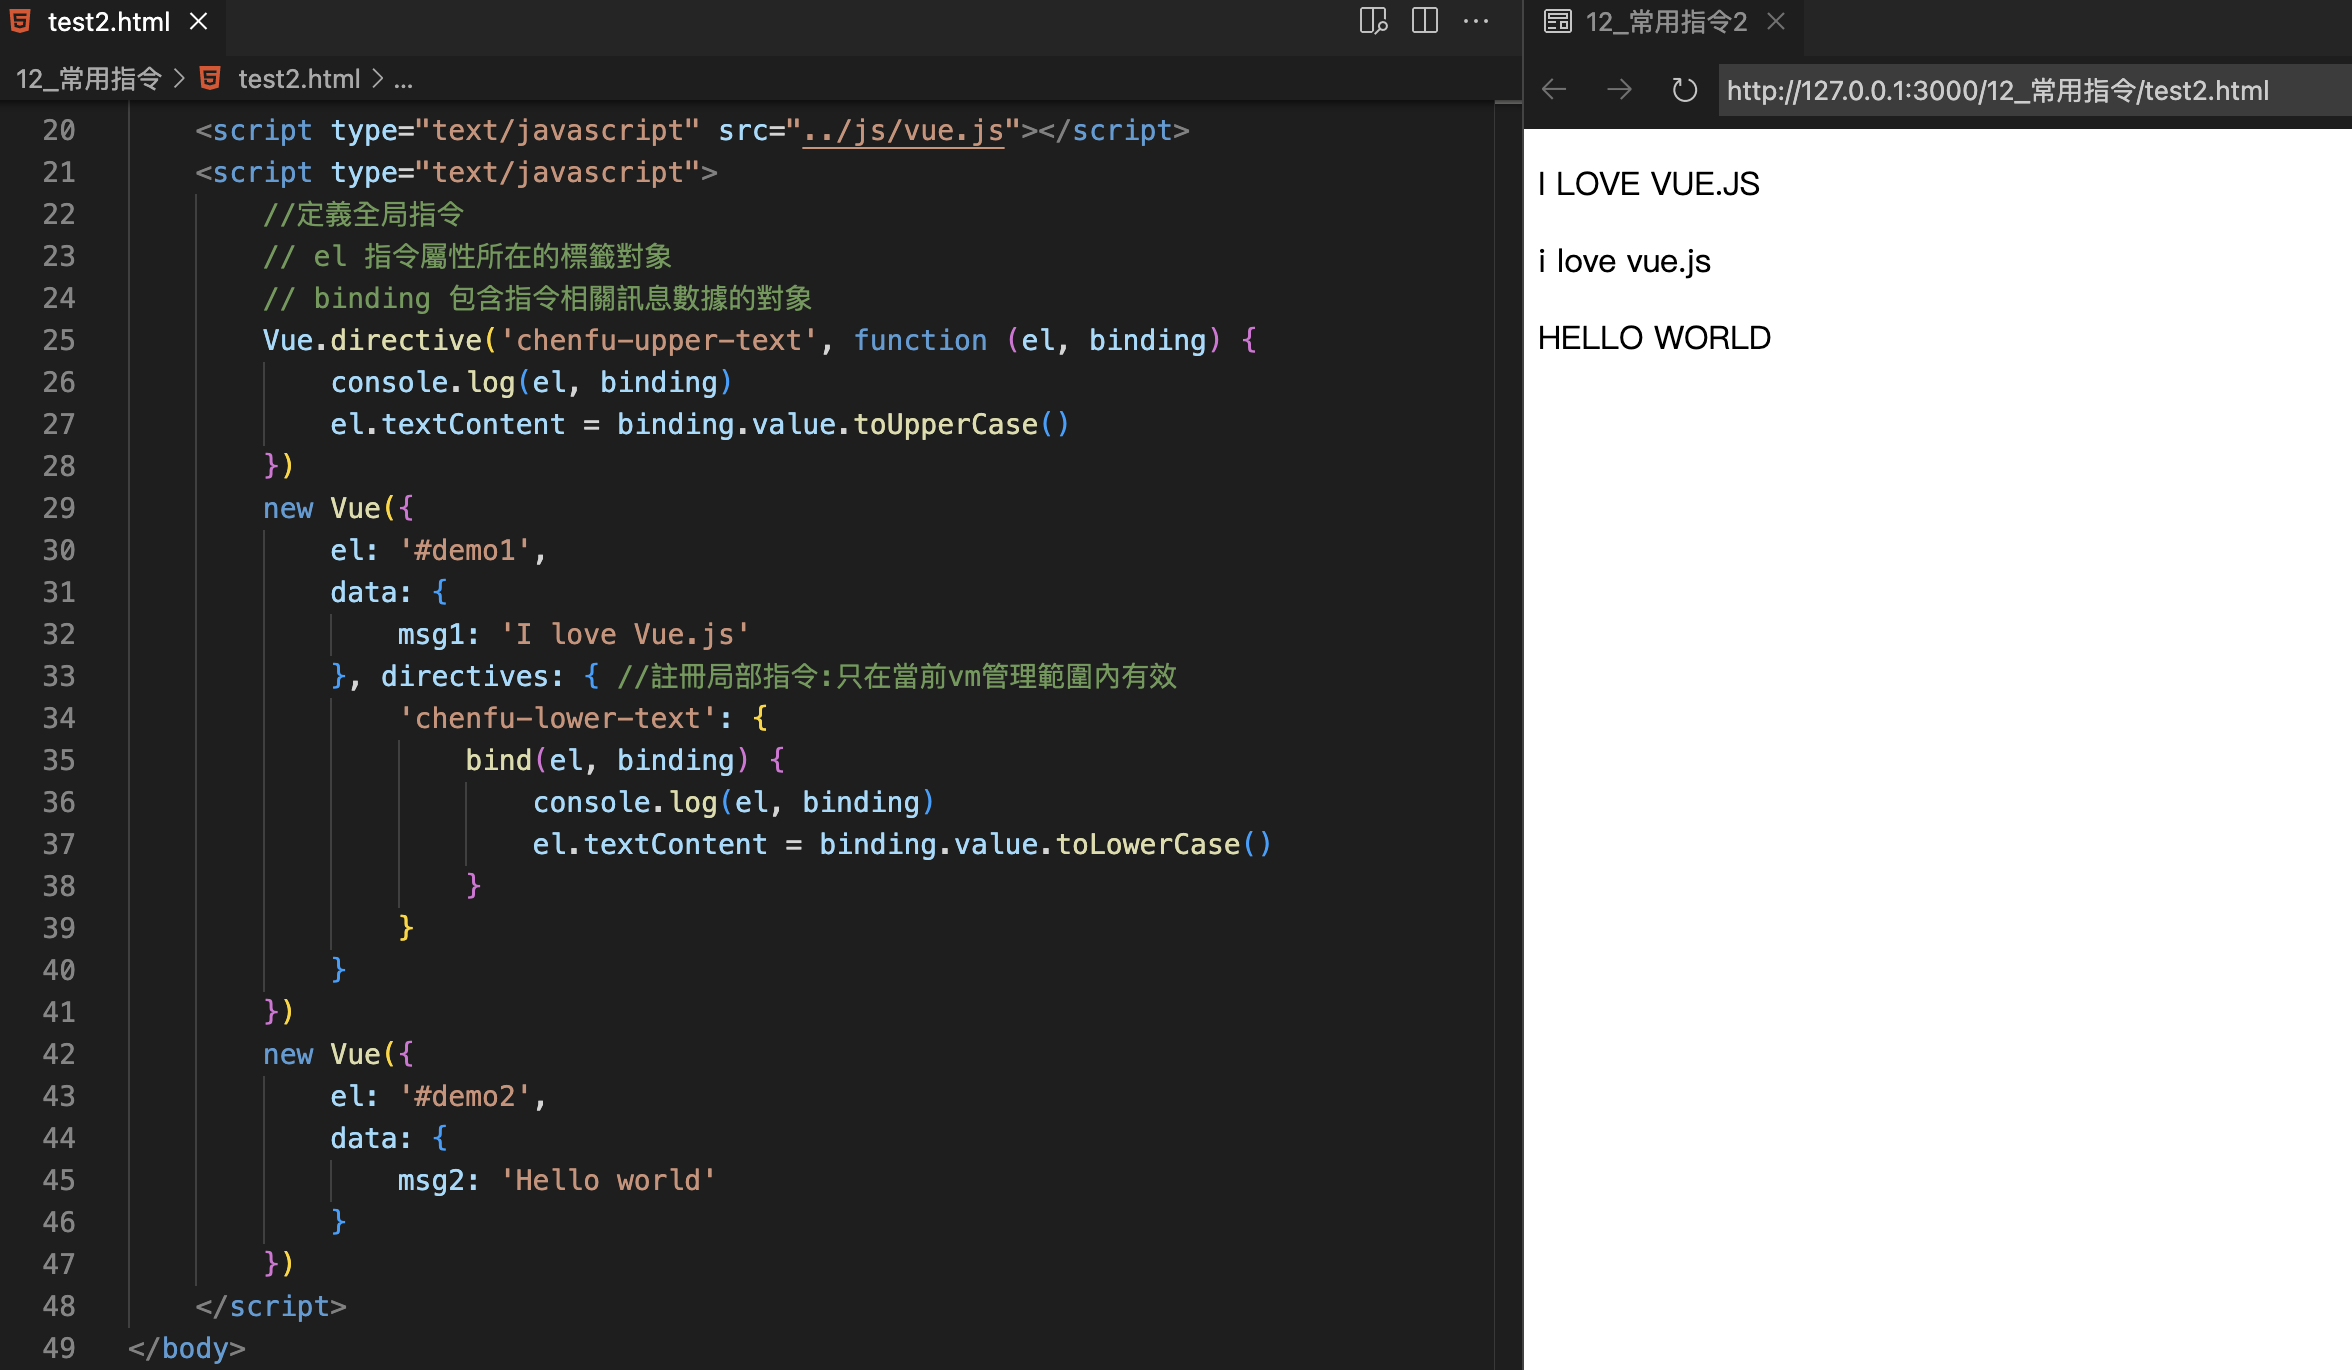 test2.html
12_常用指令 > test2.html > ...
20 <script type="text/javascript" src="../js/vue.js"></script>
21 <script type="text/javascript">
22 //定義全局指令
23 // el 指令屬性所在的標籤對象
24 // binding 包含指令相關訊息數據的對象
25 Vue.directive('chenfu-upper-text', function (el, binding) {
26 console.log(el, binding)
27 el.textContent = binding.value.toUpperCase()
28 })
29 new Vue({
30 el: '#demo1',
31 data: {
32 msg1: 'I love Vue.js'
33 }, directives: { //註冊局部指令:只在當前vm管理範圍內有效
34 'chenfu-lower-text': {
35 bind(el, binding) {
36 console.log(el, binding)
37 el.textContent = binding.value.toLowerCase()
38 }
39 }
40 }
41 })
42 new Vue({
43 el: '#demo2',
44 data: {
45 msg2: 'Hello world'
46 }
47 })
48 </script>
49 </body>
12_常用指令2
http://127.0.0.1:3000/12_常用指令/test2.html
I LOVE VUE.JS
i love vue.js
HELLO WORLD